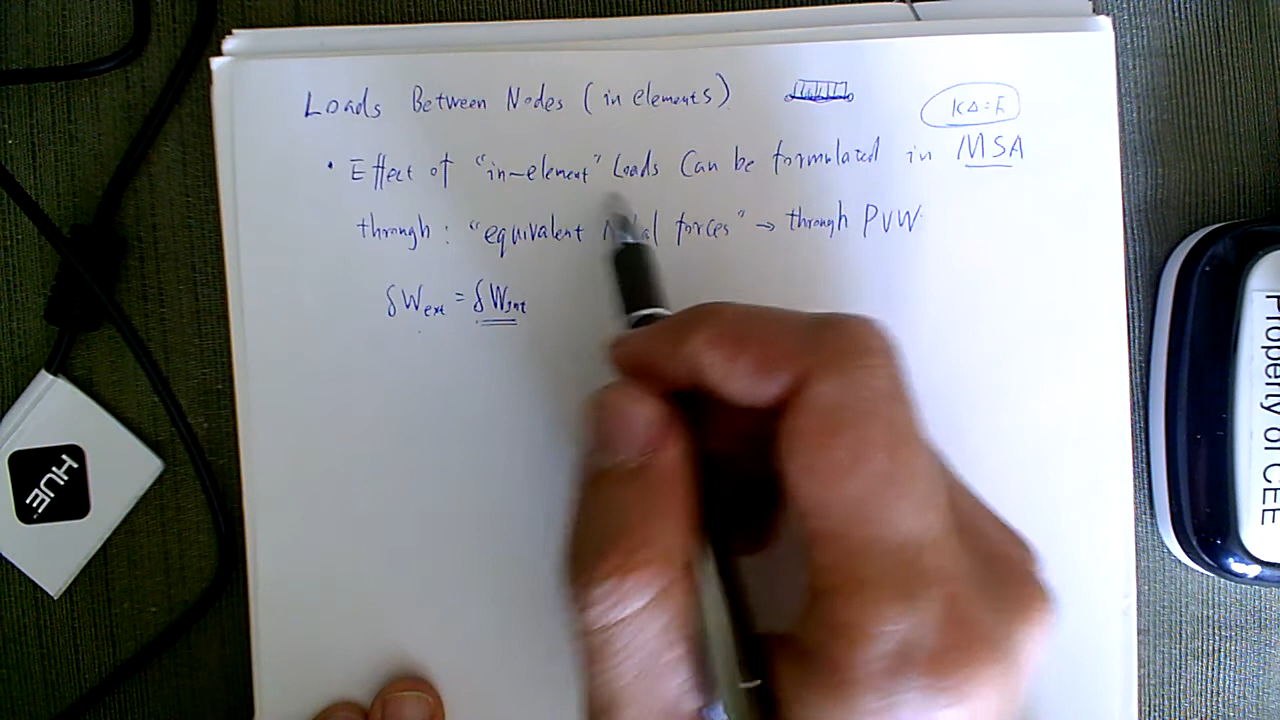 Loads Between Nodes (in elements)
KΔ=F
• Effect of "in-element" Loads Can be formulated in MSA
through: "equivalent forces" → through PVW
δWext = δWInt
HUE
Property of CEE